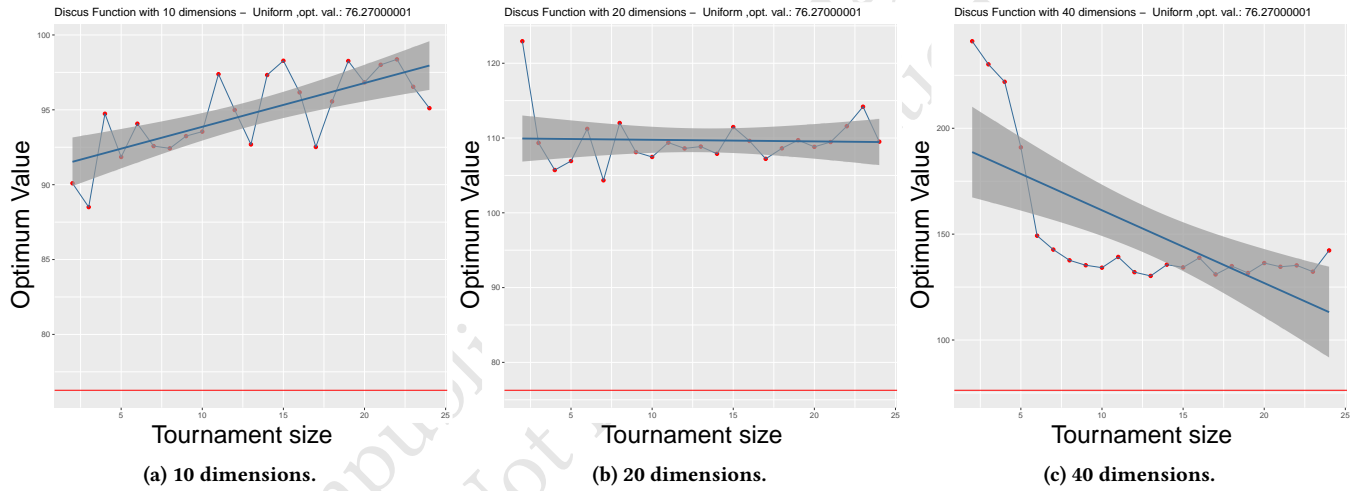 Discus Function with 10 dimensions – Uniform ,opt. val.: 76.27000001
100
95
90
85
80
Optimum Value
5
10
15
20
25
Tournament size
(a) 10 dimensions.
Discus Function with 20 dimensions – Uniform ,opt. val.: 76.27000001
120
110
100
90
80
Optimum Value
5
10
15
20
25
Tournament size
(b) 20 dimensions.
Discus Function with 40 dimensions – Uniform ,opt. val.: 76.27000001
200
150
100
Optimum Value
5
10
15
20
25
Tournament size
(c) 40 dimensions.
Not